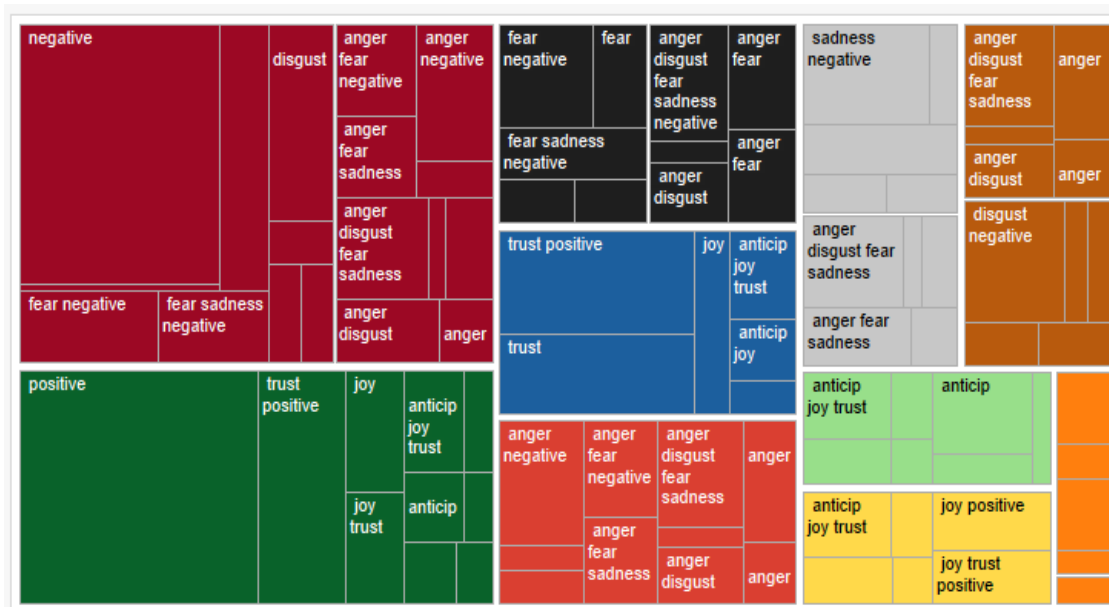 negative
disgust
anger
fear
negative
anger
negative
anger
fear
sadness
anger
disgust
fear
sadness
fear negative
fear sadness
negative
anger
disgust
anger
fear
negative
fear
fear sadness
negative
anger
disgust
fear
sadness
negative
anger
fear
anger
fear
anger
disgust
sadness
negative
anger
disgust fear
sadness
anger fear
sadness
anger
disgust
fear
sadness
anger
anger
disgust
anger
disgust
negative
positive
trust
positive
joy
anticip
joy
trust
joy
trust
anticip
trust positive
joy
anticip
joy
trust
trust
anticip
joy
anger
negative
anger
fear
negative
anger
disgust
fear
sadness
anger
anger
fear
sadness
anger
disgust
anger
anticip
joy trust
anticip
anticip
joy trust
joy positive
joy trust
positive